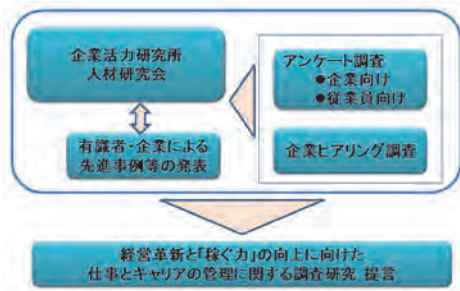 企業活力研究所
人材研究会
有識者・企業による
先進事例等の発表
アンケート調査
●企業向け
●従業員向け
企業ヒアリング調査
経営革新と「稼ぐ力」の向上に向けた
仕事とキャリアの管理に関する調査研究 提言